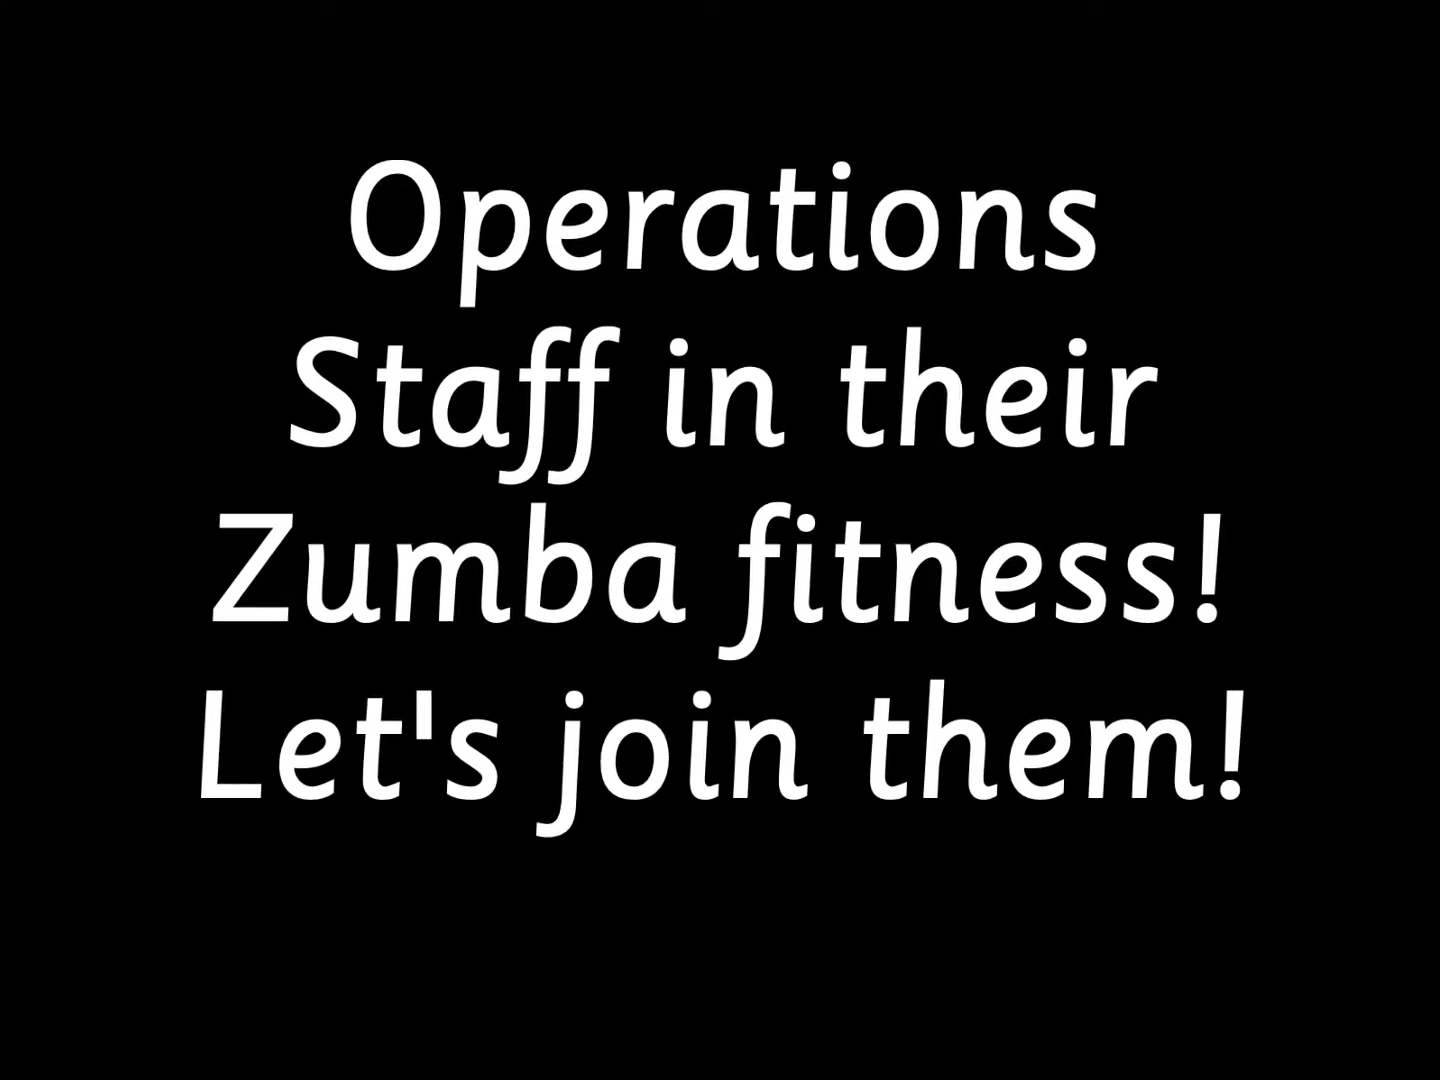 Operations
Staff in their
Zumba fitness!
Let's join them!